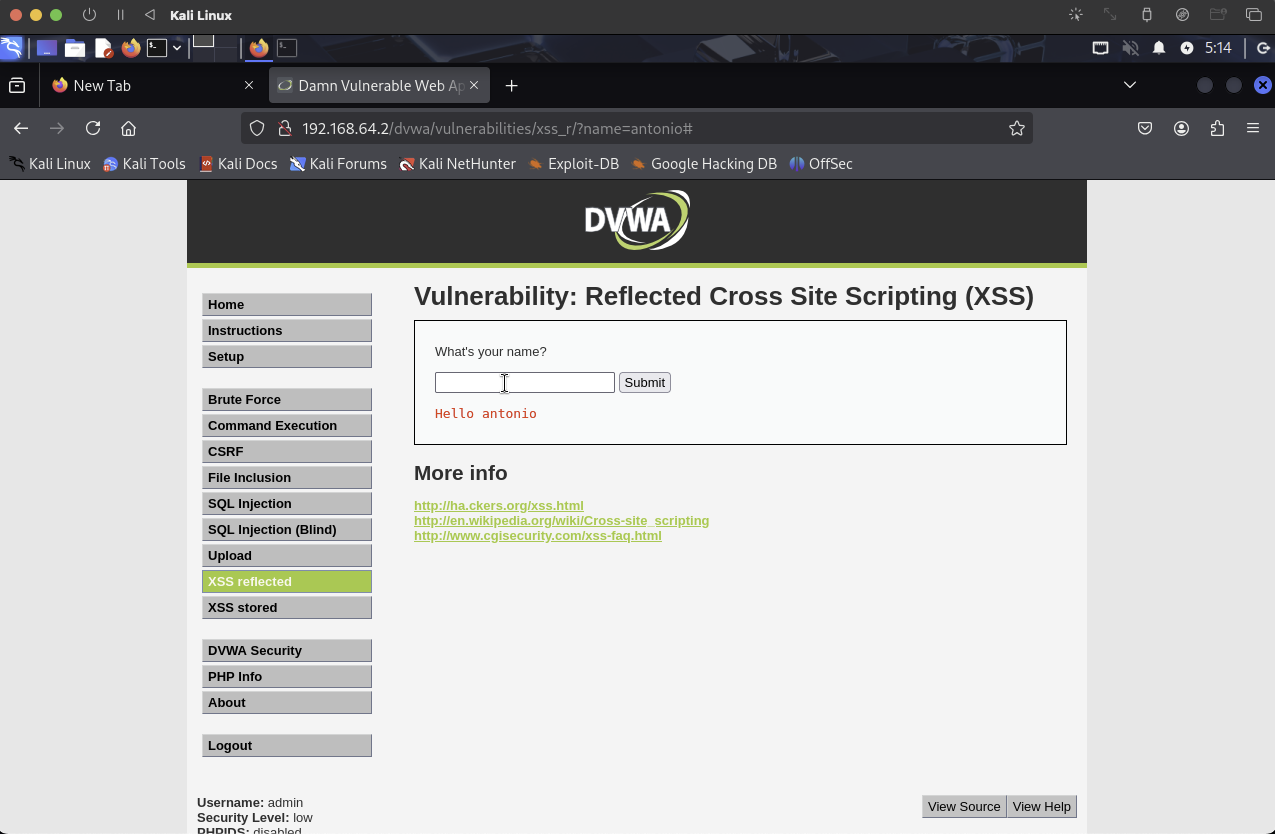 Kali Linux
5:14
New Tab
Damn Vulnerable Web Ap
192.168.64.2/dvwa/vulnerabilities/xss_r/?name=antonio#
Kali Linux Kali Tools Kali Docs Kali Forums Kali NetHunter Exploit-DB Google Hacking DB OffSec
DVWA
Home
Instructions
Setup
Brute Force
Command Execution
CSRF
File Inclusion
SQL Injection
SQL Injection (Blind)
Upload
XSS reflected
XSS stored
DVWA Security
PHP Info
About
Logout
Vulnerability: Reflected Cross Site Scripting (XSS)
What's your name?
Submit
Hello antonio
More info
http://ha.ckers.org/xss.html
http://en.wikipedia.org/wiki/Cross-site_scripting
http://www.cgisecurity.com/xss-faq.html
Username: admin
Security Level: low
PHPIDS: disabled
View Source View Help